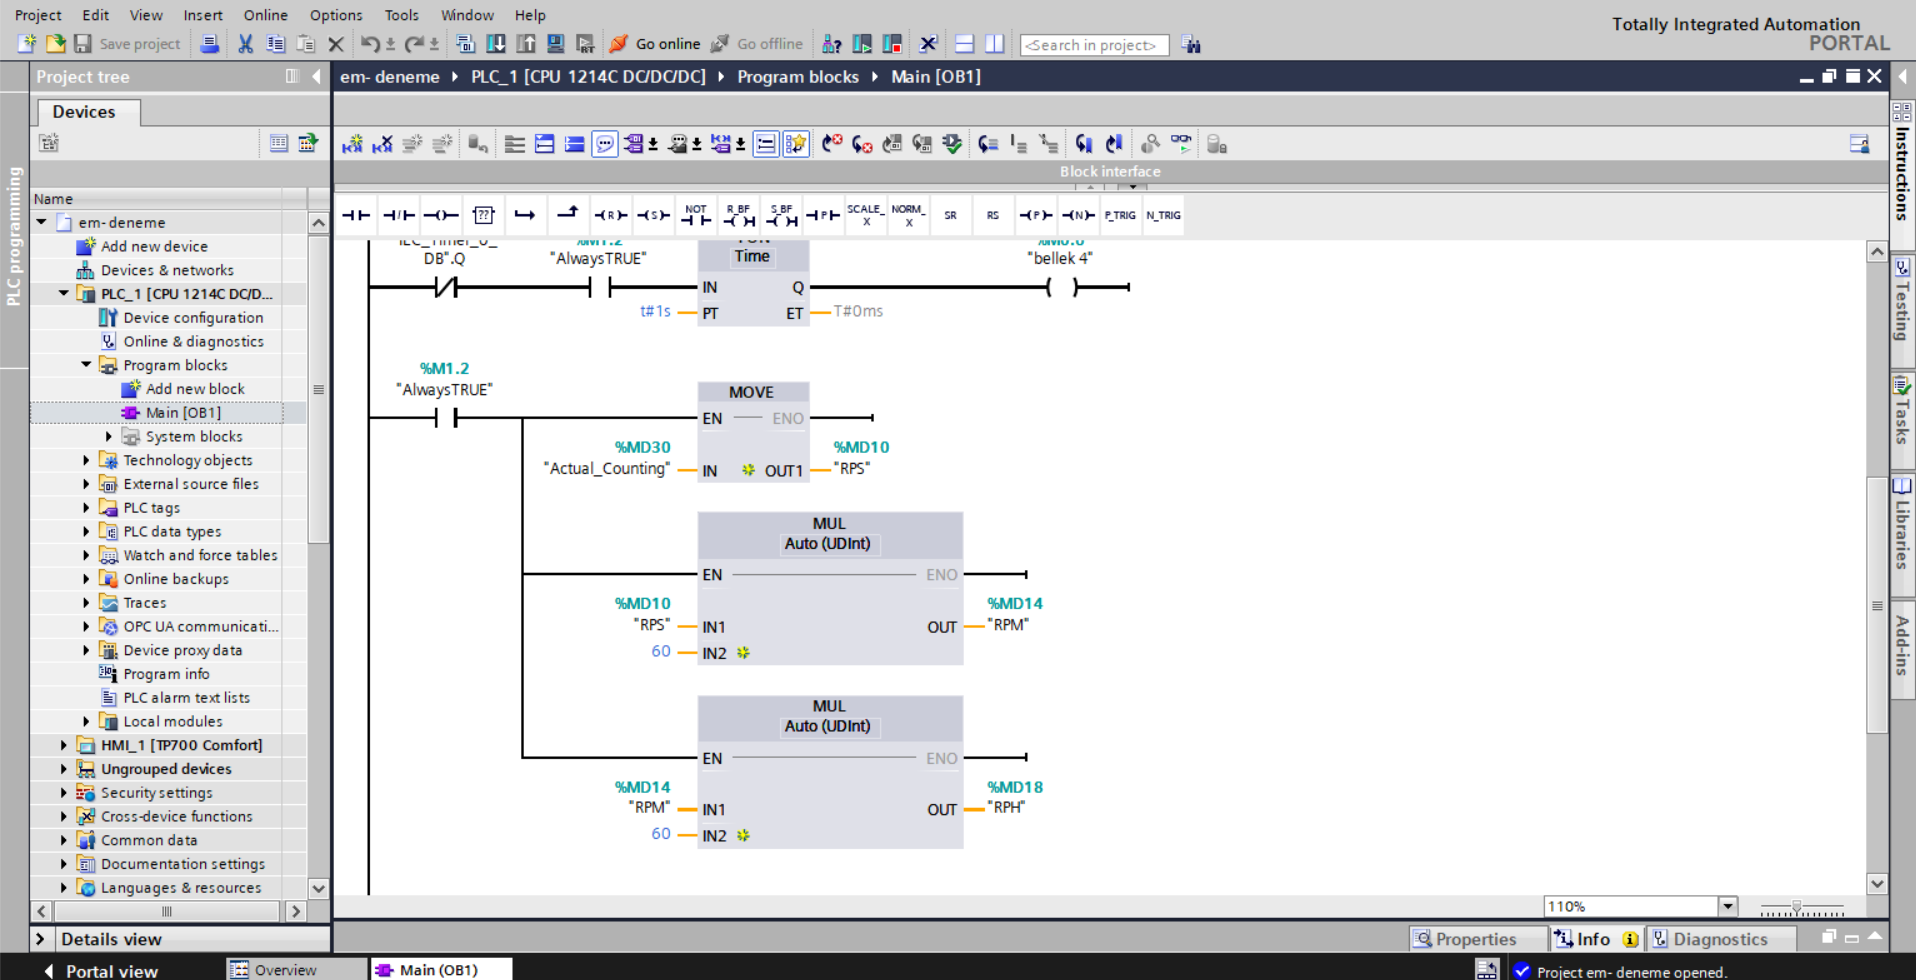 Project Edit View Insert Online Options Tools Window Help
Totally Integrated Automation
PORTAL
Save project
Go online
Go offline
<Search in project>
Project tree
em- deneme PLC_1 [CPU 1214C DC/DC/DC] Program blocks Main [OB1]
Devices
PLC programming
Name
em- deneme
Add new device
Devices & networks
PLC_1 [CPU 1214C DC/D...
Device configuration
Online & diagnostics
Program blocks
Add new block
Main [OB1]
System blocks
Technology objects
External source files
PLC tags
PLC data types
Watch and force tables
Online backups
Traces
OPC UA communicati...
Device proxy data
Program info
PLC alarm text lists
Local modules
HMI_1 [TP700 Comfort]
Ungrouped devices
Security settings
Cross-device functions
Common data
Documentation settings
Languages & resources
Details view
Block interface
NOT R_BF S_BF P SCALE_X NORM_X SR RS P N P_TRIG N_TRIG
IEC_Timer_0_
DB".Q
%M1.2
"AlwaysTRUE"
TON
Time
%M0.6
"bellek 4"
IN Q
t#1s PT ET T#0ms
%M1.2
"AlwaysTRUE"
MOVE
EN ENO
%MD30
"Actual_Counting"
IN OUT1
%MD10
"RPS"
MUL
Auto (UDInt)
EN ENO
%MD10
"RPS"
IN1 OUT
%MD14
"RPM"
60 IN2
MUL
Auto (UDInt)
EN ENO
%MD14
"RPM"
IN1 OUT
%MD18
"RPH"
60 IN2
110%
Properties
Info
Diagnostics
Instructions
Testing
Tasks
Libraries
Add-ins
Portal view
Overview
Main (OB1)
Project em- deneme opened.